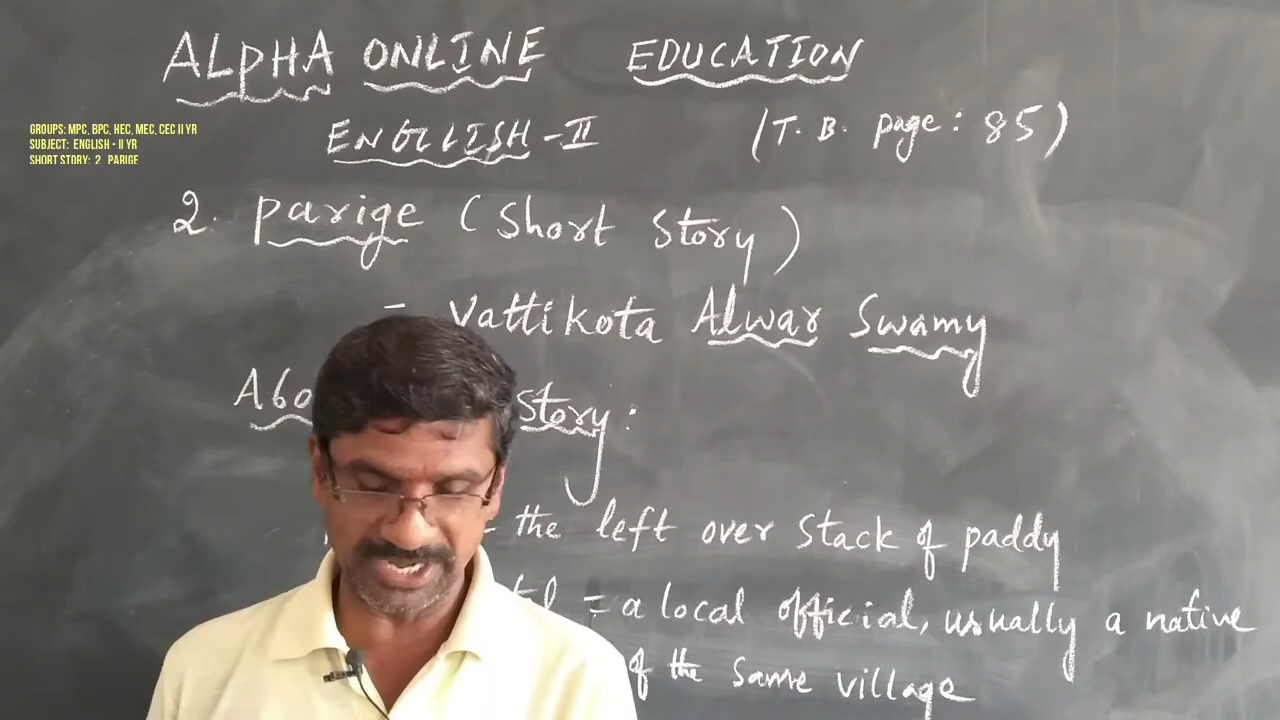 ALPHA ONLINE EDUCATION
ENGLISH-II (T. B. page: 85)
GROUPS: MPC, BPC, HEC, MEC, CEC II YR
SUBJECT: ENGLISH - II YR
SHORT STORY: 2. PARIGE
2. parige (Short Story)
- Vattikota Alwar Swamy
Story:
= the left over stack of paddy
= a local official, usually a native
of the same village